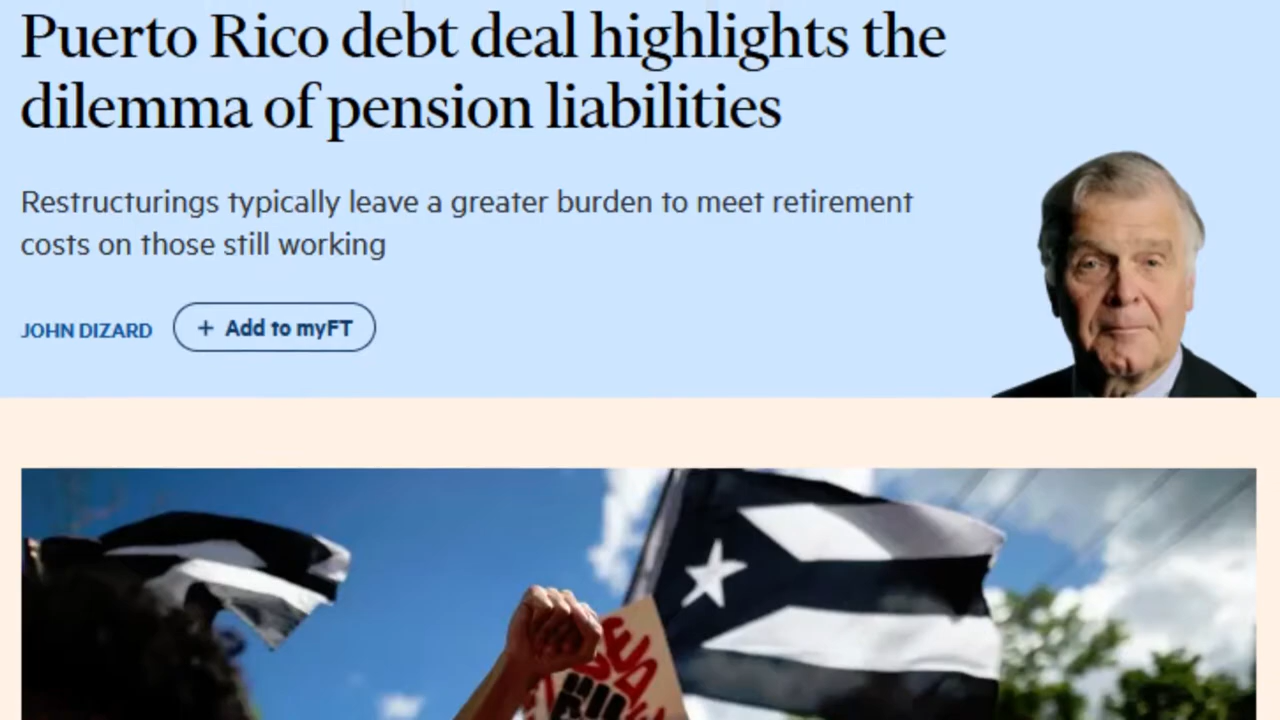 Puerto Rico debt deal highlights the
dilemma of pension liabilities
Restructurings typically leave a greater burden to meet retirement
costs on those still working
JOHN DIZARD
+ Add to myFT